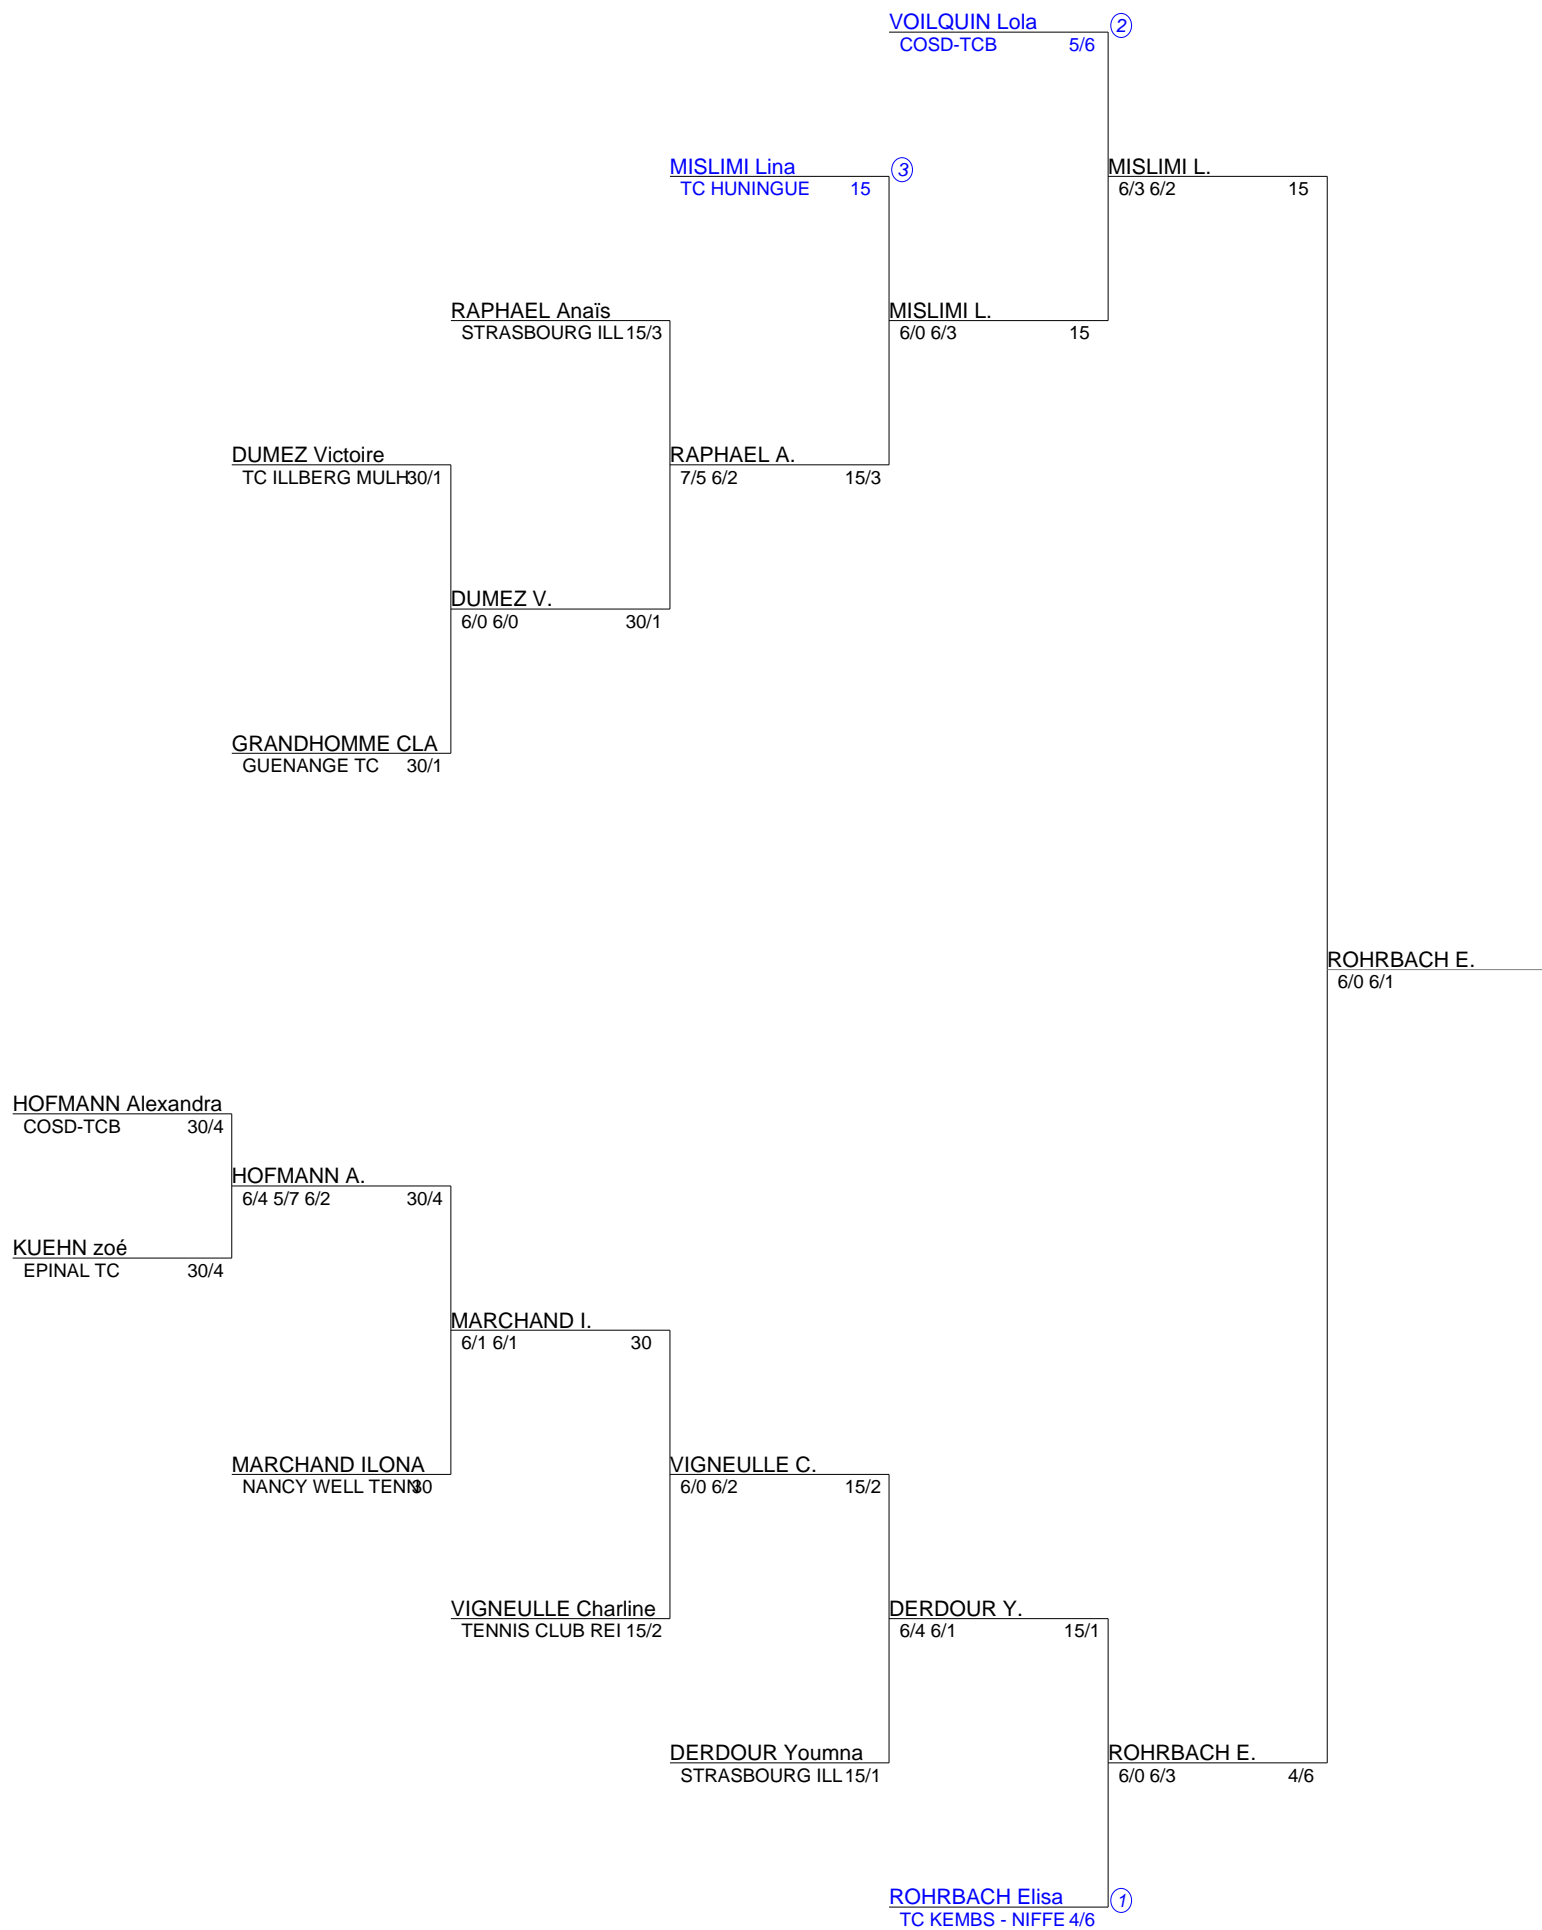 VOILQUIN Lola 2
COSD-TCB 5/6
MISLIMI Lina 3
TC HUNINGUE 15
MISLIMI L.
6/3 6/2 15
RAPHAEL Anaïs
STRASBOURG ILL 15/3
MISLIMI L.
6/0 6/3 15
DUMEZ Victoire
TC ILLBERG MULH 30/1
RAPHAEL A.
7/5 6/2 15/3
DUMEZ V.
6/0 6/0 30/1
GRANDHOMME CLA
GUENANGE TC 30/1
ROHRBACH E.
6/0 6/1
HOFMANN Alexandra
COSD-TCB 30/4
HOFMANN A.
6/4 5/7 6/2 30/4
KUEHN zoé
EPINAL TC 30/4
MARCHAND I.
6/1 6/1 30
MARCHAND ILONA
NANCY WELL TENN 30
VIGNEULLE C.
6/0 6/2 15/2
VIGNEULLE Charline
TENNIS CLUB REI 15/2
DERDOUR Y.
6/4 6/1 15/1
DERDOUR Youmna
STRASBOURG ILL 15/1
ROHRBACH E.
6/0 6/3 4/6
ROHRBACH Elisa 1
TC KEMBS - NIFFE 4/6